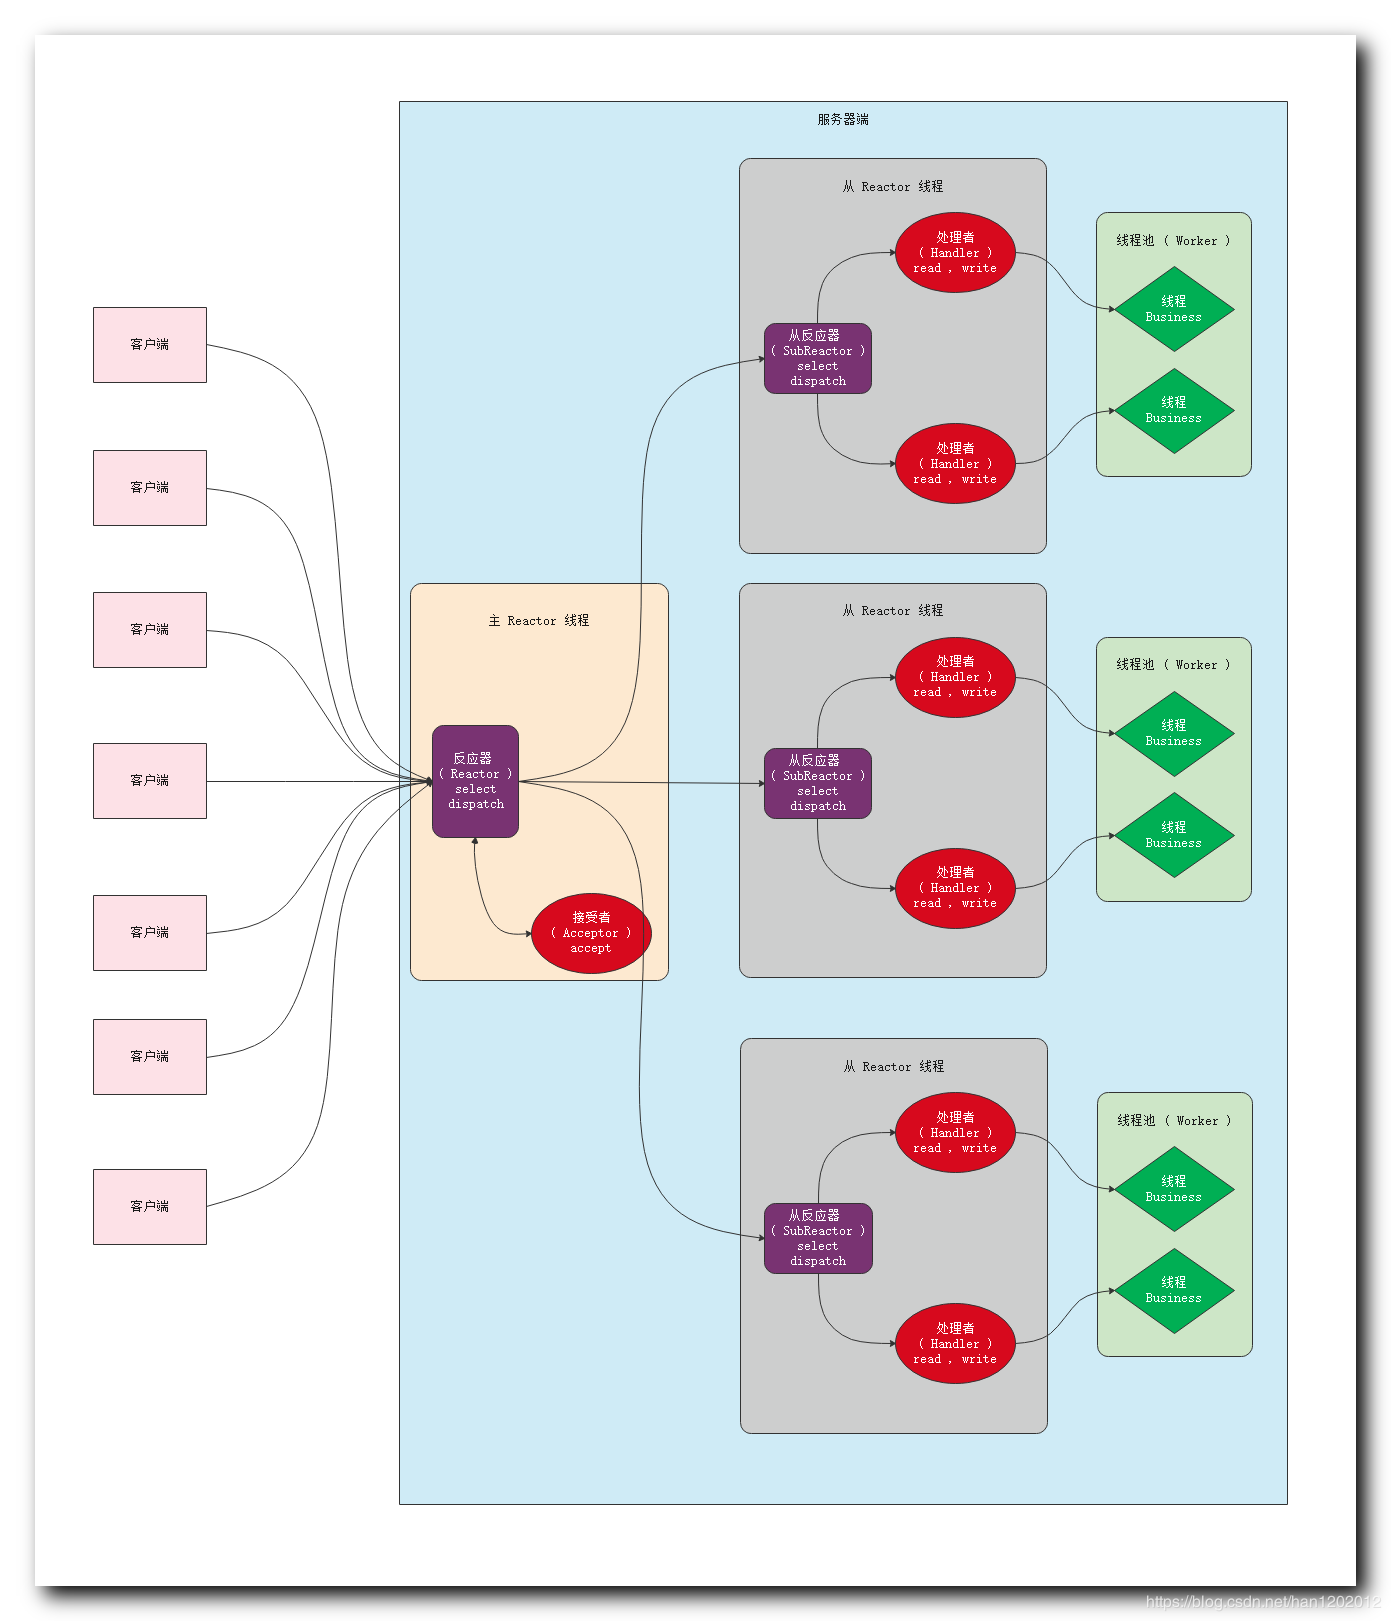 服务器端
客户端
客户端
客户端
客户端
客户端
客户端
客户端
主 Reactor 线程
反应器
( Reactor )
select
dispatch
接受者
( Acceptor )
accept
从 Reactor 线程
处理者
( Handler )
read , write
从反应器
( SubReactor )
select
dispatch
处理者
( Handler )
read , write
线程池 ( Worker )
线程
Business
线程
Business
从 Reactor 线程
处理者
( Handler )
read , write
从反应器
( SubReactor )
select
dispatch
处理者
( Handler )
read , write
线程池 ( Worker )
线程
Business
线程
Business
从 Reactor 线程
处理者
( Handler )
read , write
从反应器
( SubReactor )
select
dispatch
处理者
( Handler )
read , write
线程池 ( Worker )
线程
Business
线程
Business
https://blog.csdn.net/han1202012